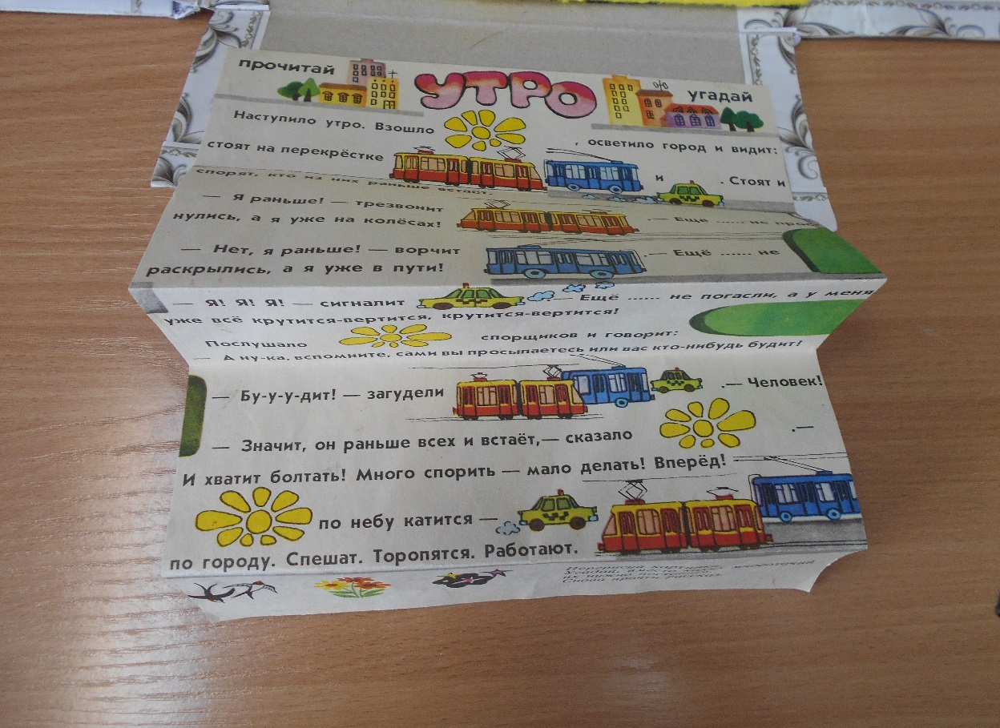 прочитай УТРО угадай
Наступило утро. Взошло , осветило город и видит:
стоят на перекрёстке и . Стоят и
спорят, кто из них раньше встаёт.
— Я раньше! — трезвонит .— Ещё ...... не
нулись, а я уже на колёсах!
— Нет, я раньше! — ворчит .— Ещё ...... не
раскрылись, а я уже в пути!
— Я! Я! Я! — сигналит .— Ещё ...... не погасли, а у меня
уже всё крутится-вертится, крутится-вертится!
Послушало спорщиков и говорит:
— А ну-ка, вспомните, сами вы просыпаетесь или вас кто-нибудь будит!
— Бу-у-у-дит! — загудели .— Человек!
— Значит, он раньше всех и встаёт,— сказало .—
И хватит болтать! Много спорить — мало делать! Вперёд!
по небу катится —
по городу. Спешат. Торопятся. Работают.